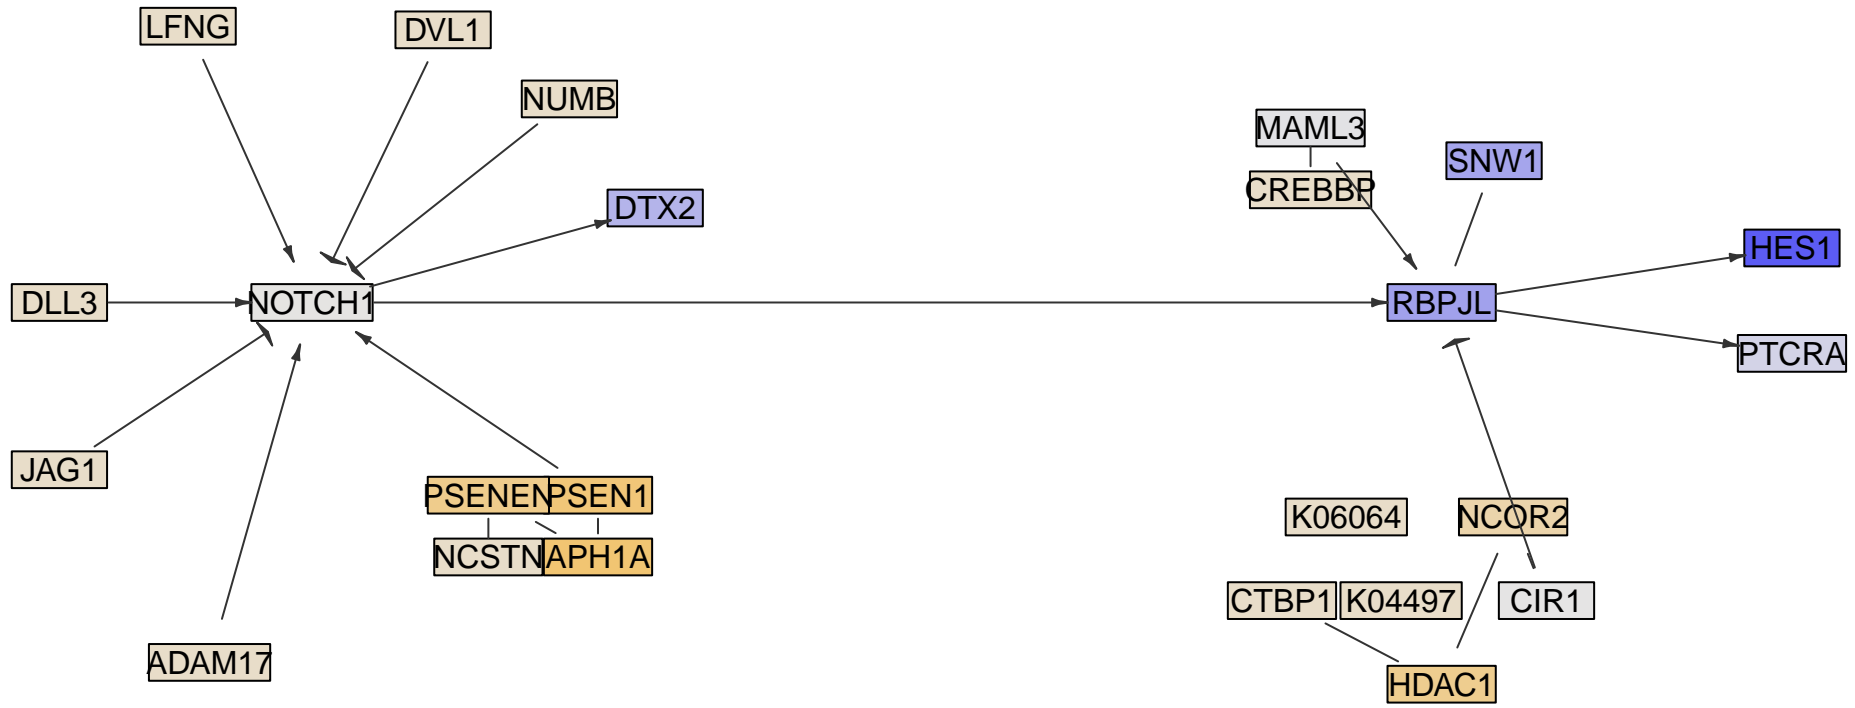 LFNG
DVL1
NUMB
MAML3
SNW1
CREBBP
DTX2
HES1
DLL3
NOTCH1
RBPJL
PTCRA
JAG1
PSENEN
PSEN1
K06064
NCOR2
NCSTN
APH1A
CTBP1
K04497
CIR1
ADAM17
HDAC1